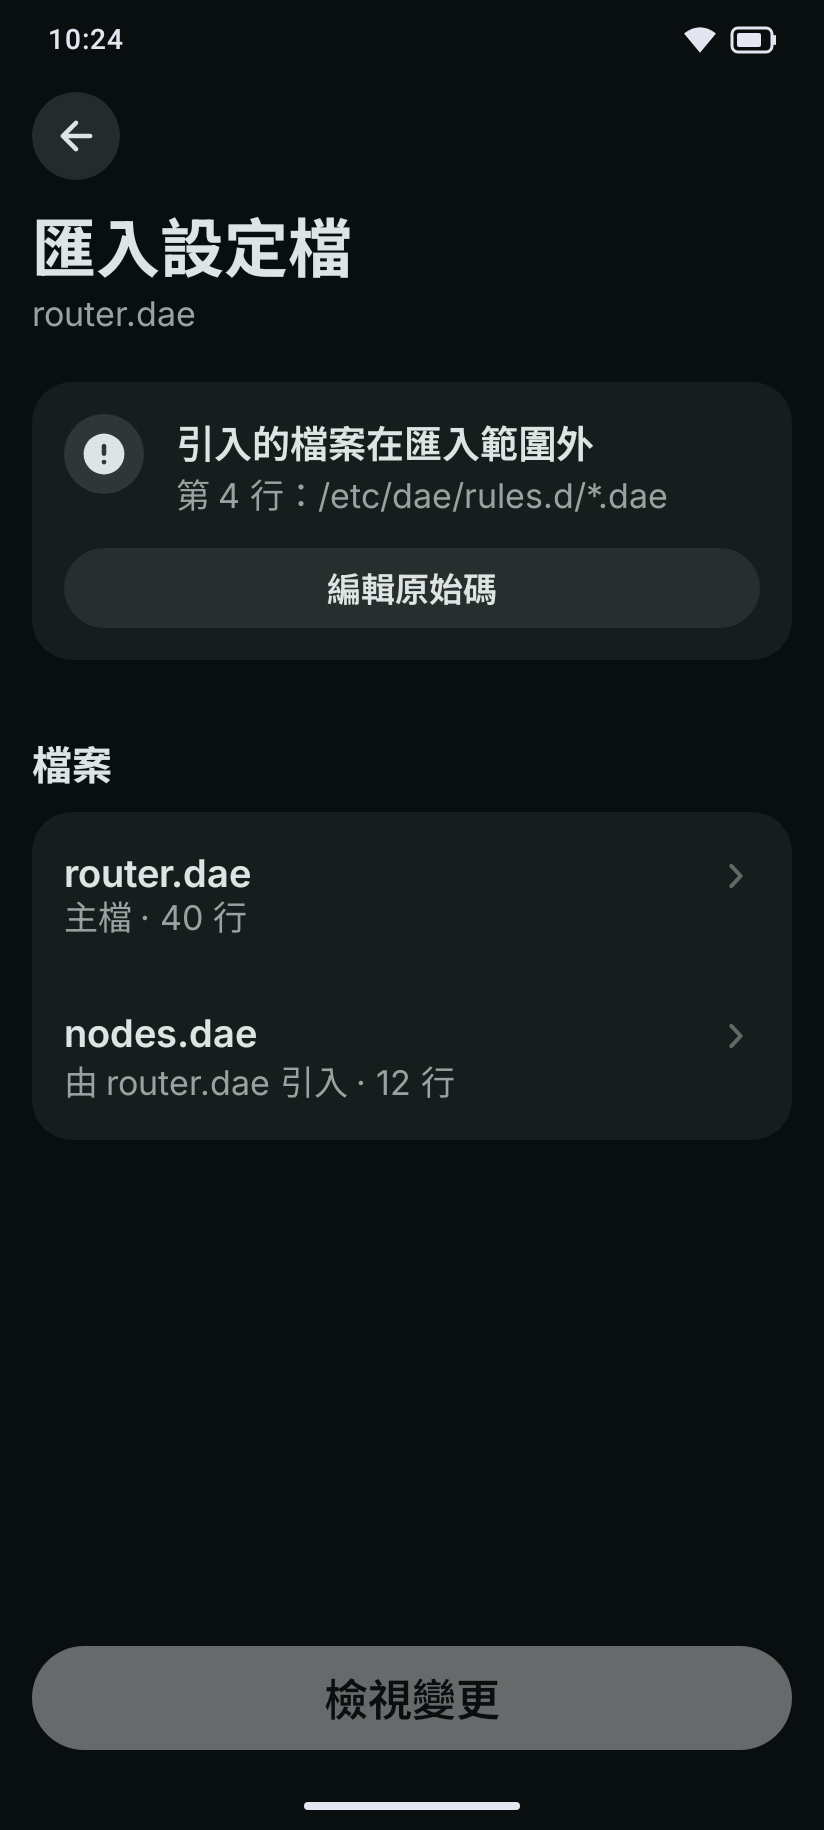 10:24
匯入設定檔
router.dae
引入的檔案在匯入範圍外
第 4 行：/etc/dae/rules.d/*.dae
編輯原始碼
檔案
router.dae
主檔 · 40 行
nodes.dae
由 router.dae 引入 · 12 行
檢視變更